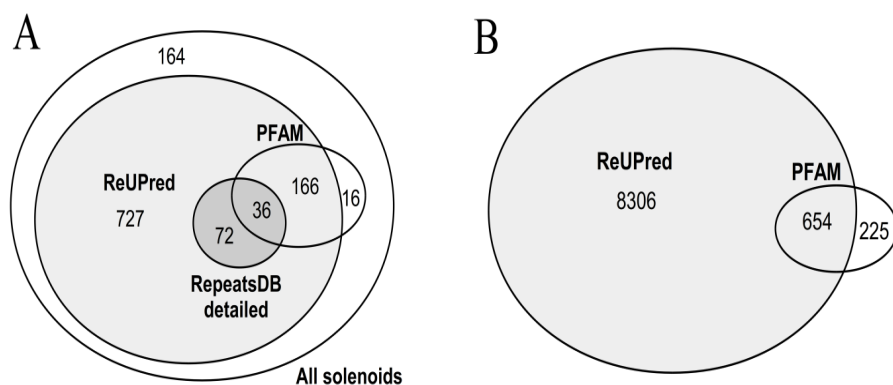 A
164
PFAM
ReUPred
166
16
727
36
72
RepeatsDB
detailed
All solenoids
B
ReUPred
8306
PFAM
654
225